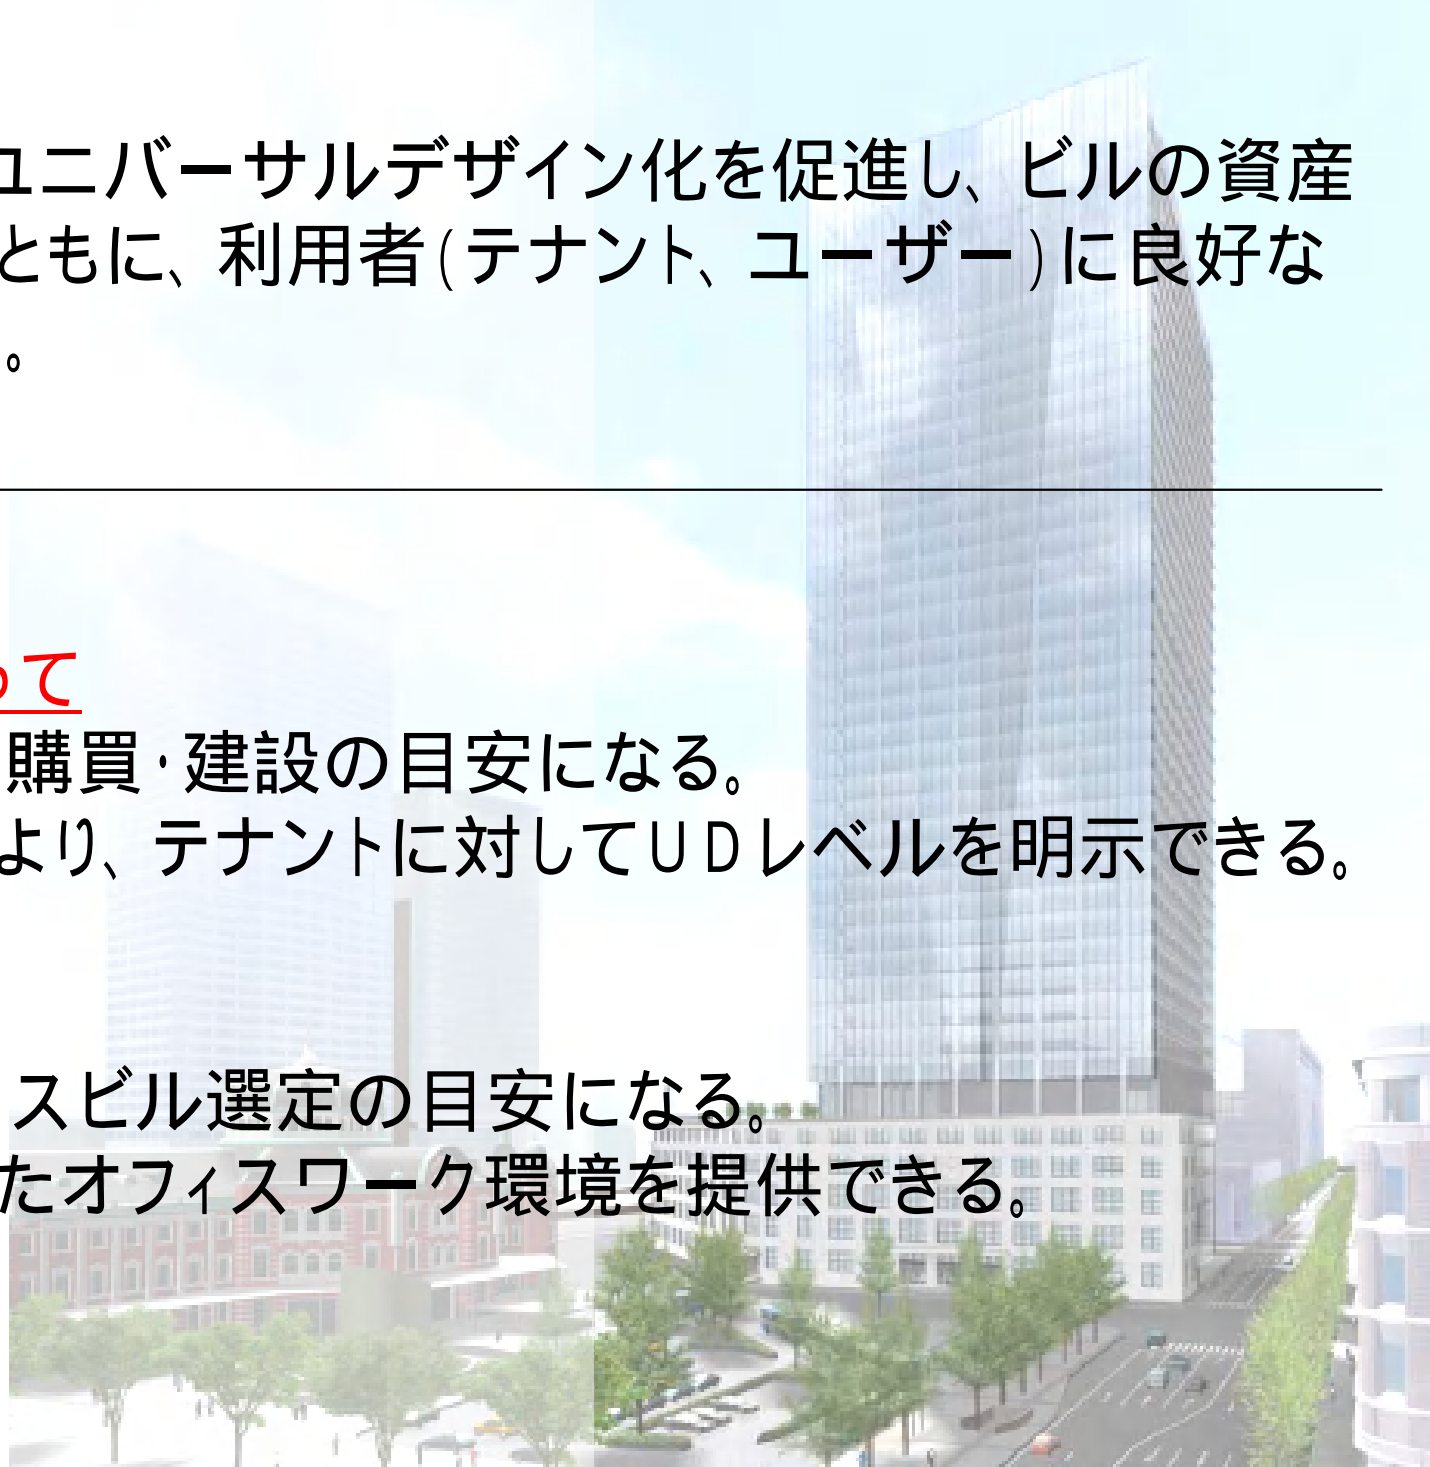 ユニバーサルデザイン化を促進し、ビルの資産
ともに、利用者(テナント、ユーザー)に良好な
。
って
購買・建設の目安になる。
より、テナントに対してＵＤレベルを明示できる。
スビル選定の目安になる。
たオフィスワーク環境を提供できる。